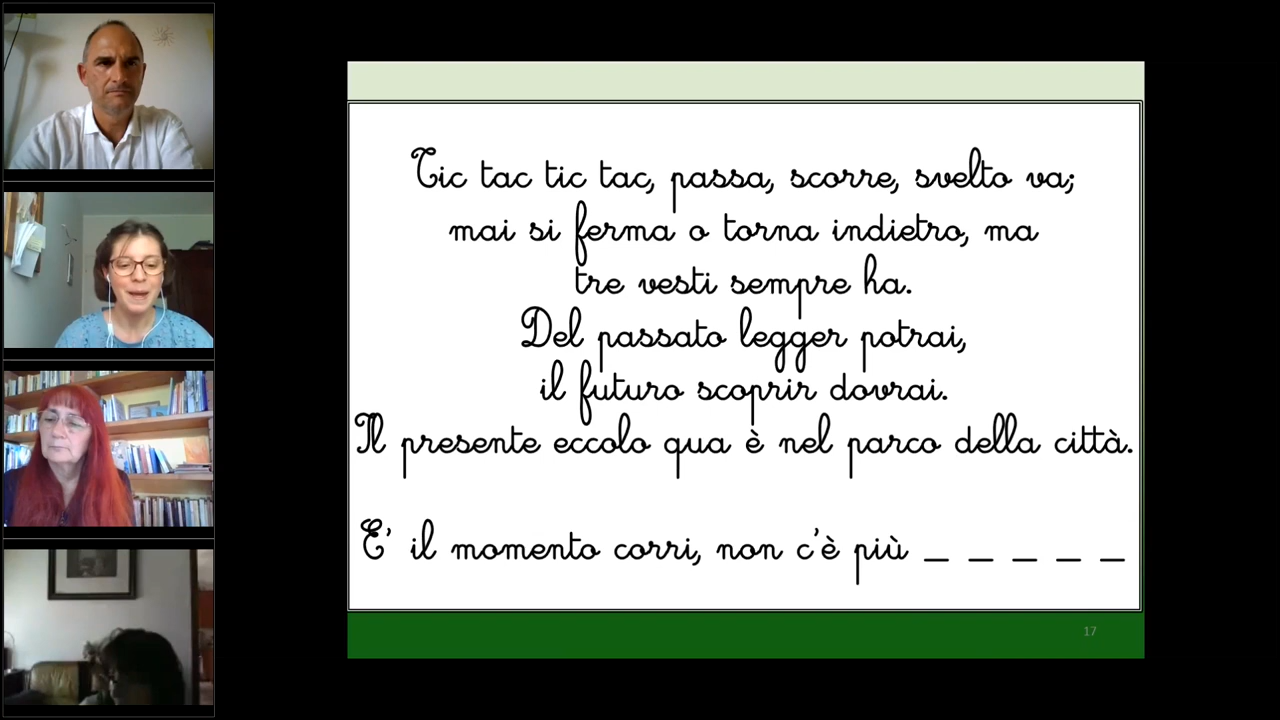 Tic tac tic tac, passa, scorre, svelto va;
mai si ferma o torna indietro, ma
tre vesti sempre ha.
Del passato legger potrai,
il futuro scoprir dovrai.
Il presente eccolo qua è nel parco della città.
E' il momento corri, non c'è più _ _ _ _ _
17